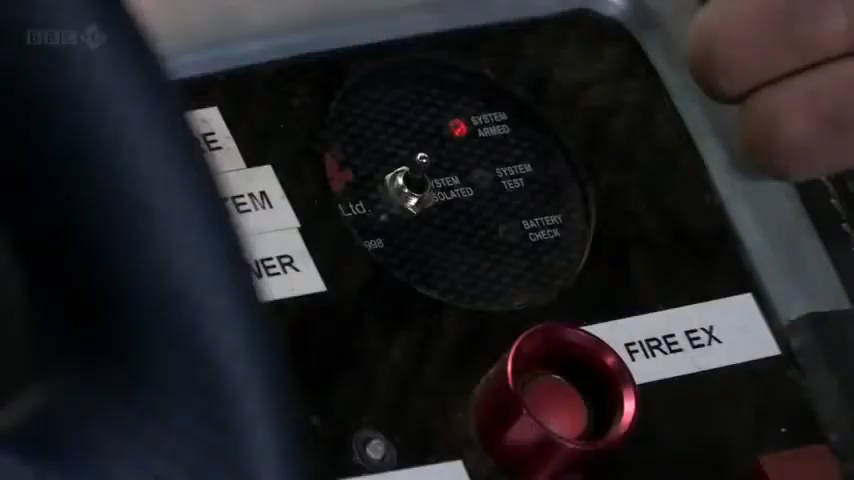 BBC
SYSTEM
ARMED
RE
SYSTEM
TEST
YSTEM
SOLATED
TEM
Ltd.
BATTERY
CHECK
998
WER
FIRE EX